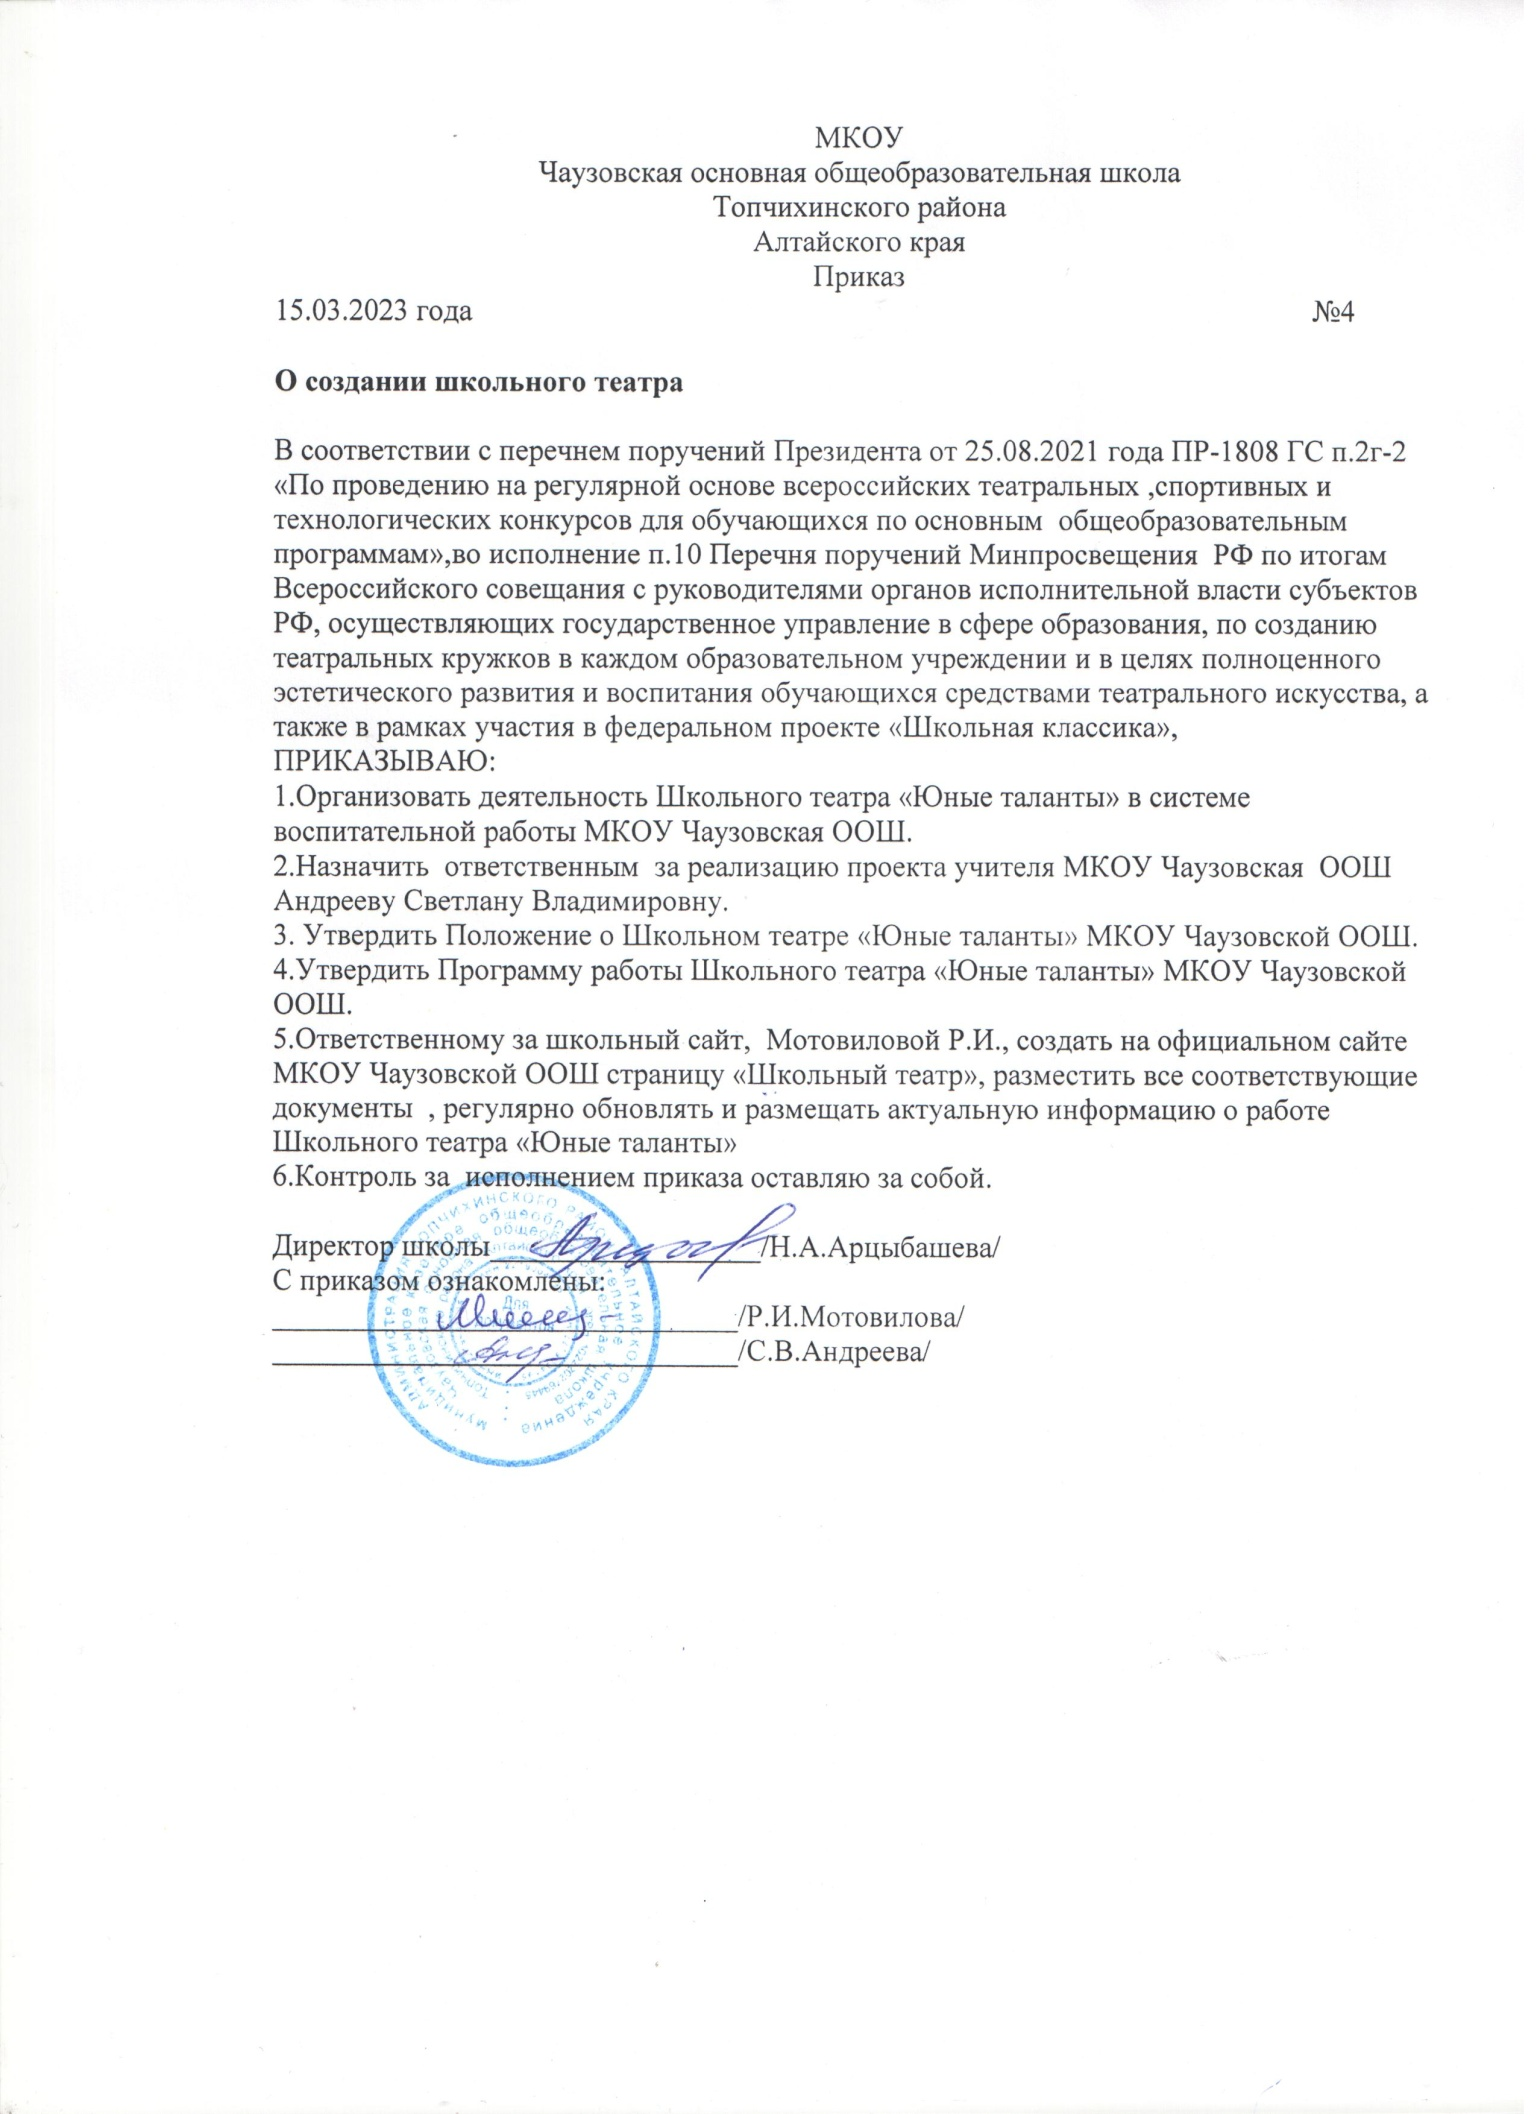 МКОУ
Чаузовская основная общеобразовательная школа
Топчихинского района
Алтайского края
Приказ
15.03.2023 года №4
О создании школьного театра
В соответствии с перечнем поручений Президента от 25.08.2021 года ПР-1808 ГС п.2г-2
«По проведению на регулярной основе всероссийских театральных ,спортивных и
технологических конкурсов для обучающихся по основным  общеобразовательным
программам»,во исполнение п.10 Перечня поручений Минпросвещения  РФ по итогам
Всероссийского совещания с руководителями органов исполнительной власти субъектов
РФ, осуществляющих государственное управление в сфере образования, по созданию
театральных кружков в каждом образовательном учреждении и в целях полноценного
эстетического развития и воспитания обучающихся средствами театрального искусства, а
также в рамках участия в федеральном проекте «Школьная классика»,
ПРИКАЗЫВАЮ:
1.Организовать деятельность Школьного театра «Юные таланты» в системе
воспитательной работы МКОУ Чаузовская ООШ.
2.Назначить  ответственным  за реализацию проекта учителя МКОУ Чаузовская  ООШ
Андрееву Светлану Владимировну.
3. Утвердить Положение о Школьном театре «Юные таланты» МКОУ Чаузовской ООШ.
4.Утвердить Программу работы Школьного театра «Юные таланты» МКОУ Чаузовской
ООШ.
5.Ответственному за школьный сайт,  Мотовиловой Р.И., создать на официальном сайте
МКОУ Чаузовской ООШ страницу «Школьный театр», разместить все соответствующие
документы  , регулярно обновлять и размещать актуальную информацию о работе
Школьного театра «Юные таланты»
6.Контроль за  исполнением приказа оставляю за собой.
Директор школы /Н.А.Арцыбашева/
С приказом ознакомлены:
/Р.И.Мотовилова/
/С.В.Андреева/